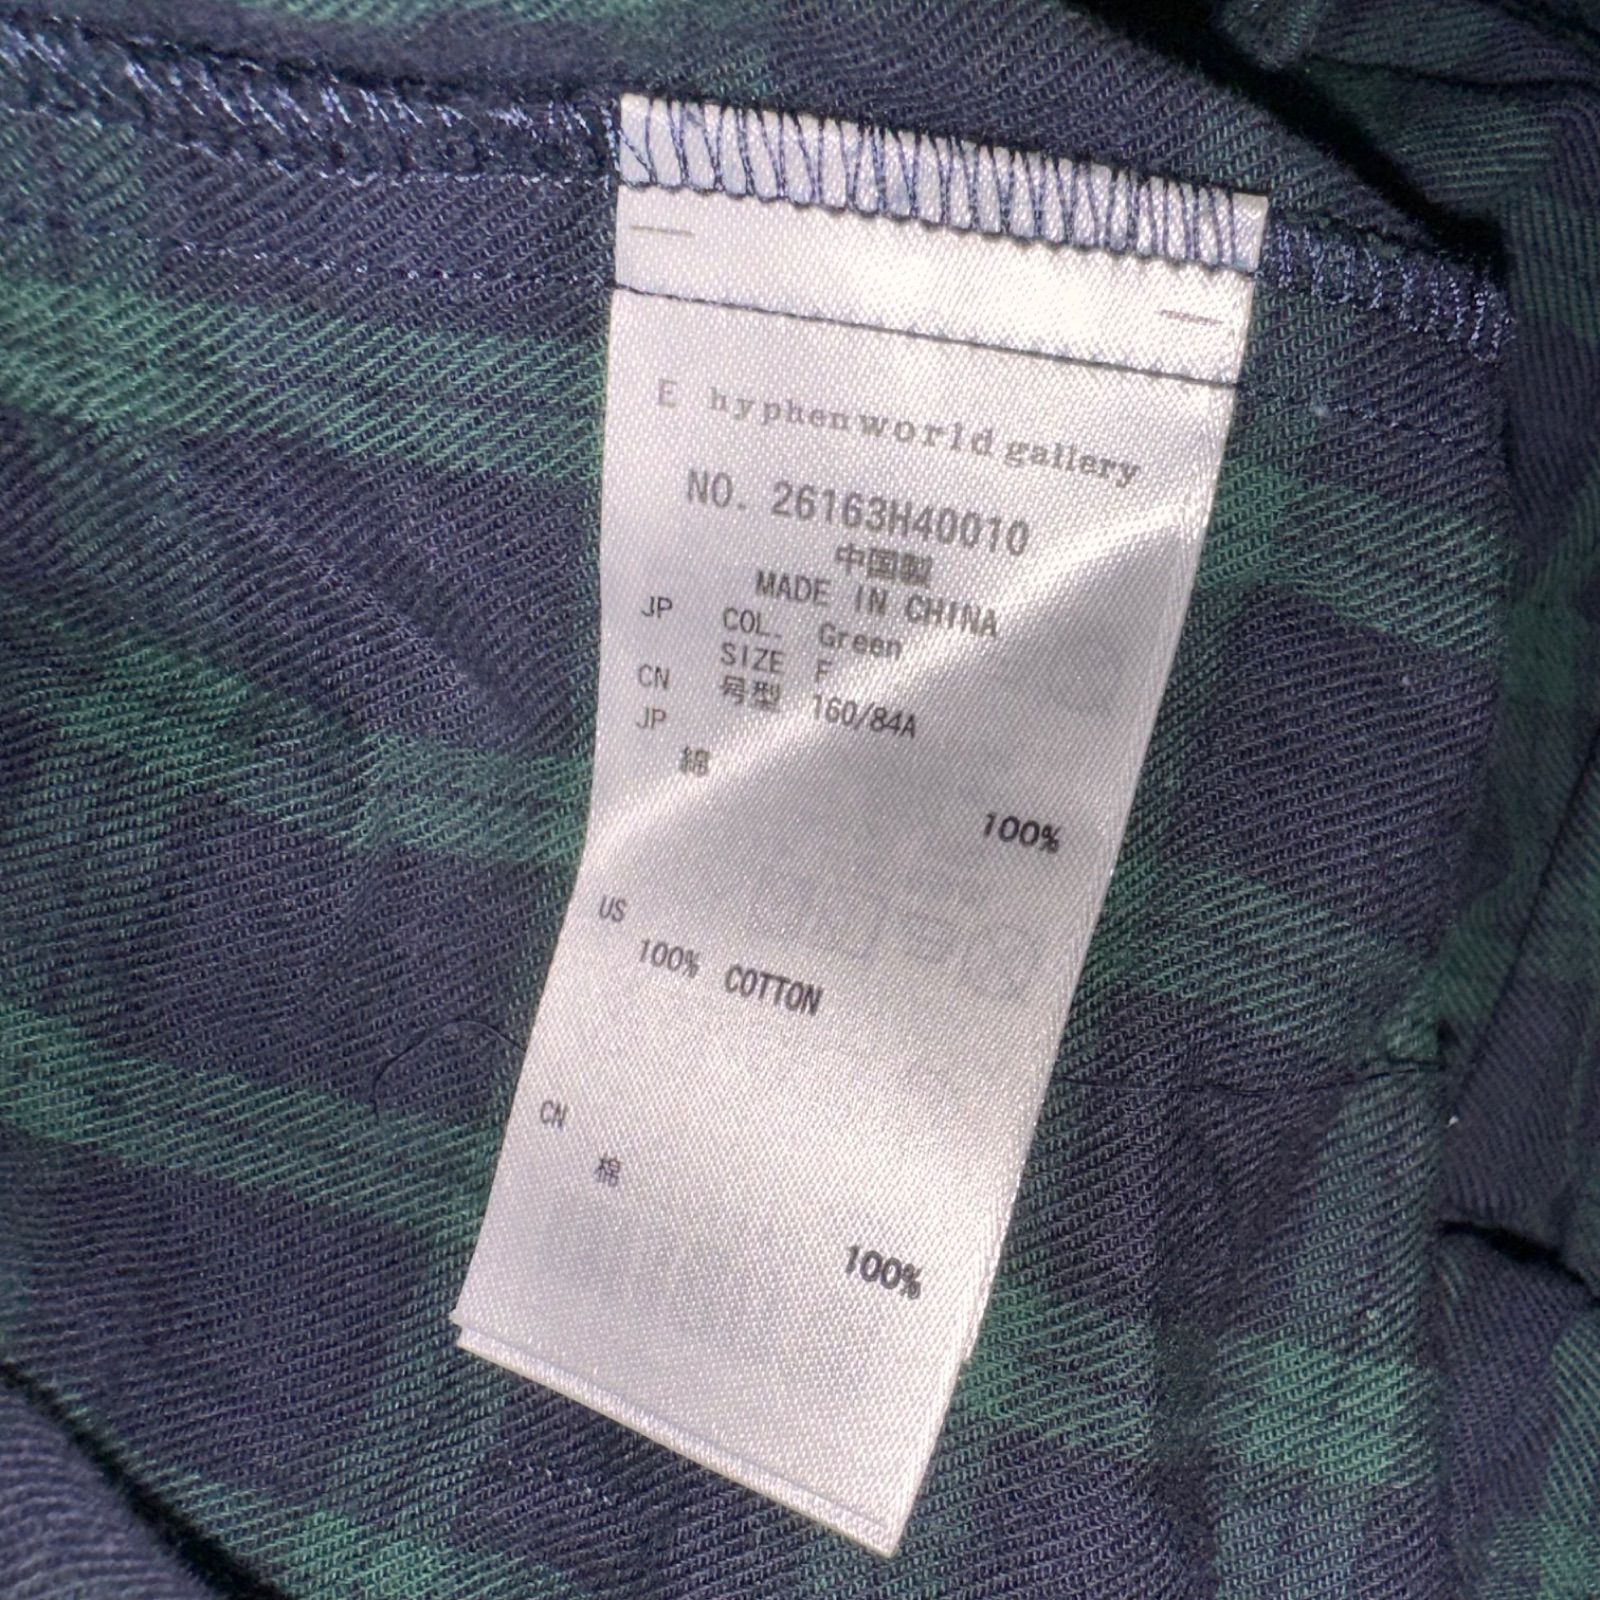 E hyphen world gallery
NO. 26163H40010
中国製
MADE IN CHINA
JP COL. Green
SIZE F
CN 号型 160/84A
JP
綿 100%
US
100% COTTON
CN
棉 100%